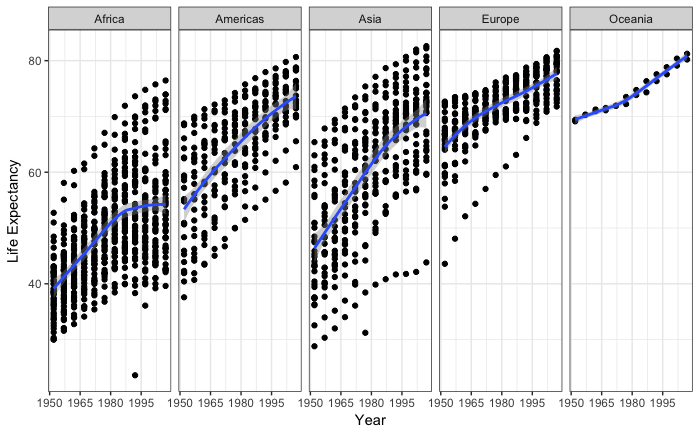 Africa Americas Asia Europe Oceania
80
60
40
Life Expectancy
1950 1965 1980 1995 1950 1965 1980 1995 1950 1965 1980 1995 1950 1965 1980 1995 1950 1965 1980 1995
Year